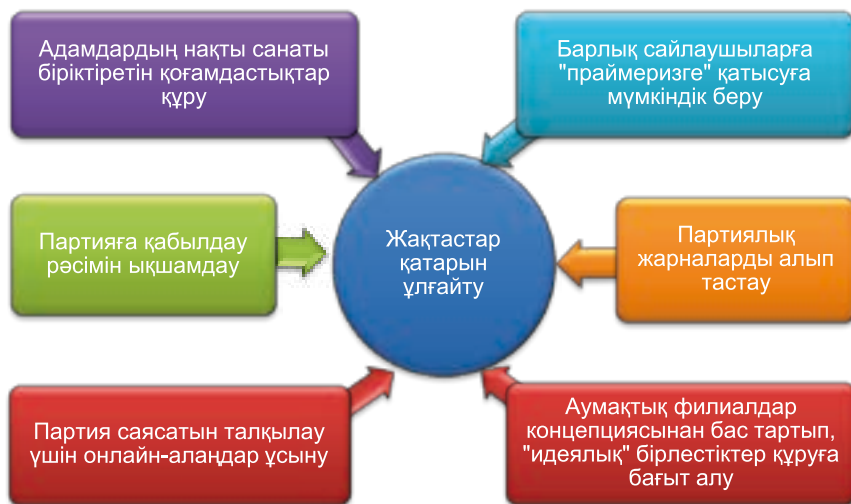 Адамдардың нақты санаты
біріктіретін қоғамдастықтар
құру
Барлық сайлаушыларға
"праймеризге" қатысуға
мүмкіндік беру
Партияға қабылдау
рәсімін ықшамдау
Жақтастар
қатарын
ұлғайту
Партиялық
жарналарды алып
тастау
Партия саясатын талқылау
үшін онлайн-алаңдар ұсыну
Аумақтық филиалдар
концепциясынан бас тартып,
"идеялық" бірлестіктер құруға
бағыт алу